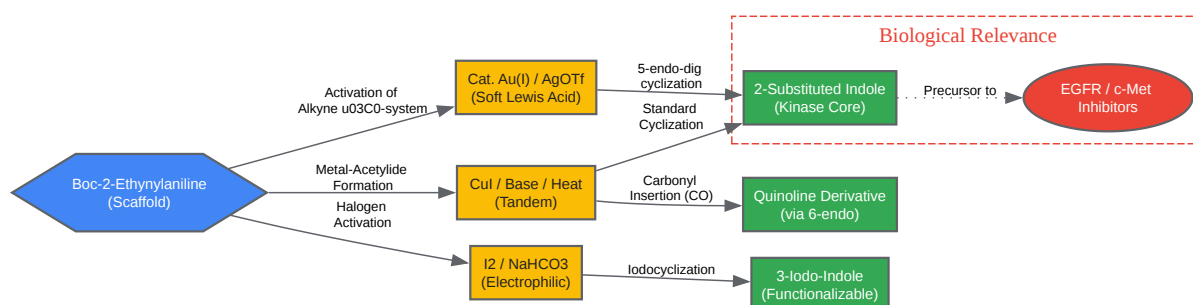 Biological Relevance
Boc-2-Ethynylaniline
(Scaffold)
Activation of
Alkyne u03C0-system
Cat. Au(I) / AgOTf
(Soft Lewis Acid)
5-endo-dig
cyclization
2-Substituted Indole
(Kinase Core)
Precursor to
EGFR / c-Met
Inhibitors
Standard
Cyclization
Metal-Acetylide
Formation
CuI / Base / Heat
(Tandem)
Carbonyl
Insertion (CO)
Quinoline Derivative
(via 6-endo)
Halogen
Activation
I2 / NaHCO3
(Electrophilic)
Iodocyclization
3-Iodo-Indole
(Functionalizable)